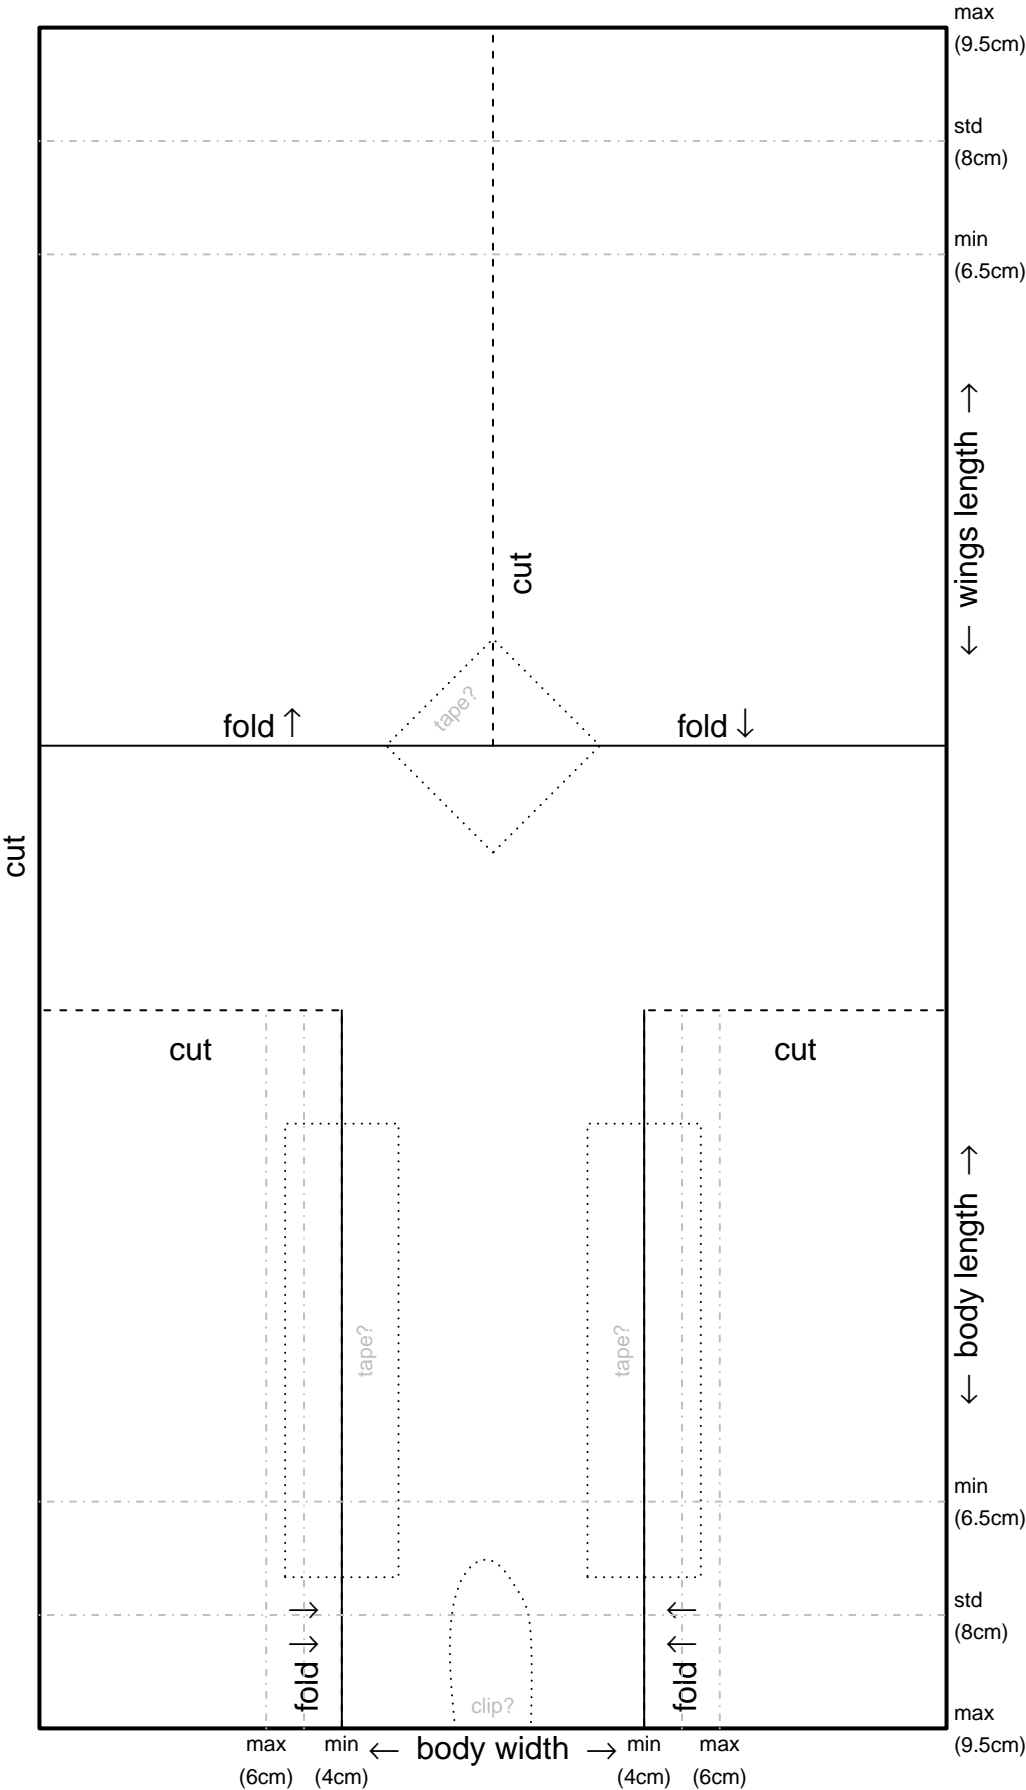 max
(9.5cm)
std
(8cm)
min
(6.5cm)
← wings length →
cut
tape?
fold ↑
fold ↓
cut
cut
cut
← body length →
tape?
tape?
min
(6.5cm)
std
(8cm)
fold →→
fold ←←
clip?
max
(9.5cm)
max
(6cm)
min
(4cm)
← body width →
min
(4cm)
max
(6cm)